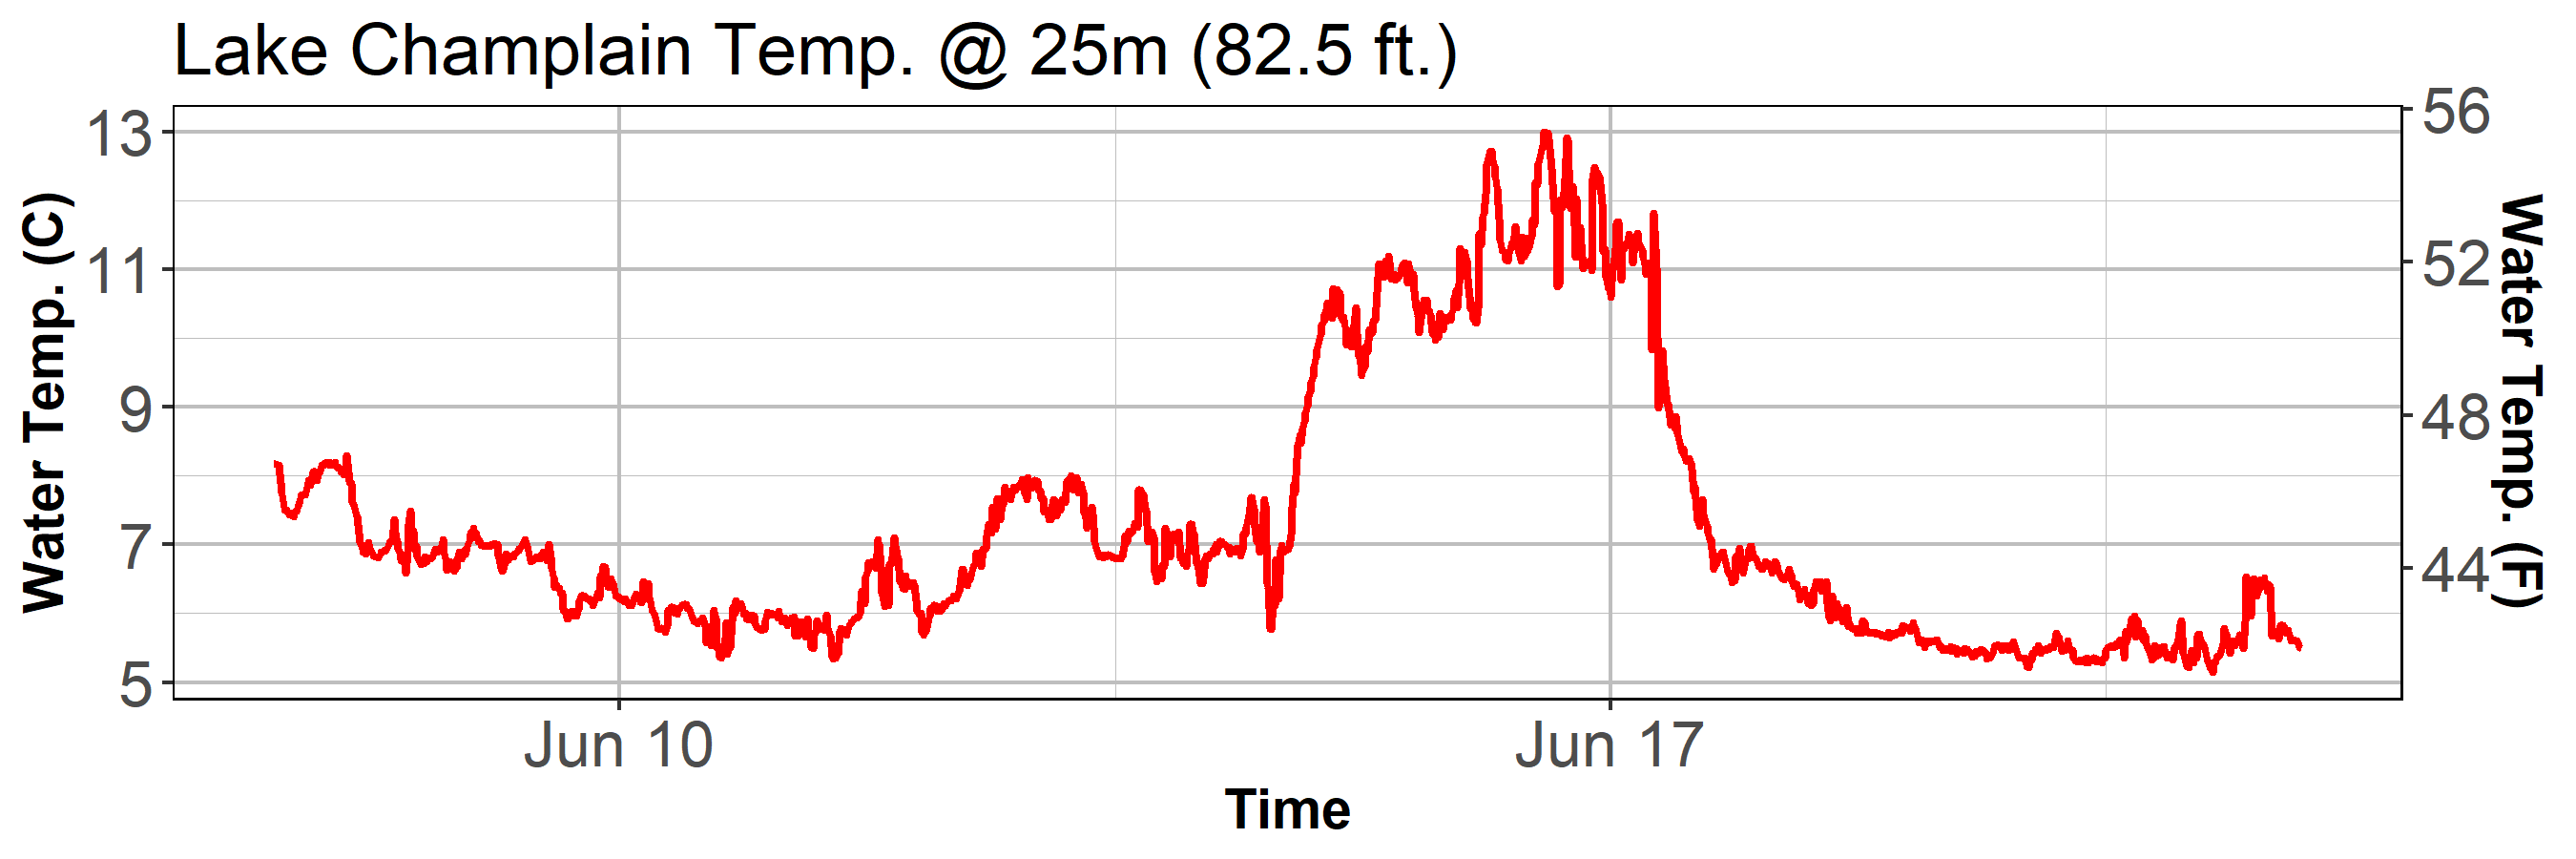 Lake Champlain Temp. @ 25m (82.5 ft.)
Water Temp. (C)
13
11
9
7
5
56
52
48
44
Water Temp. (F)
Jun 10
Jun 17
Time